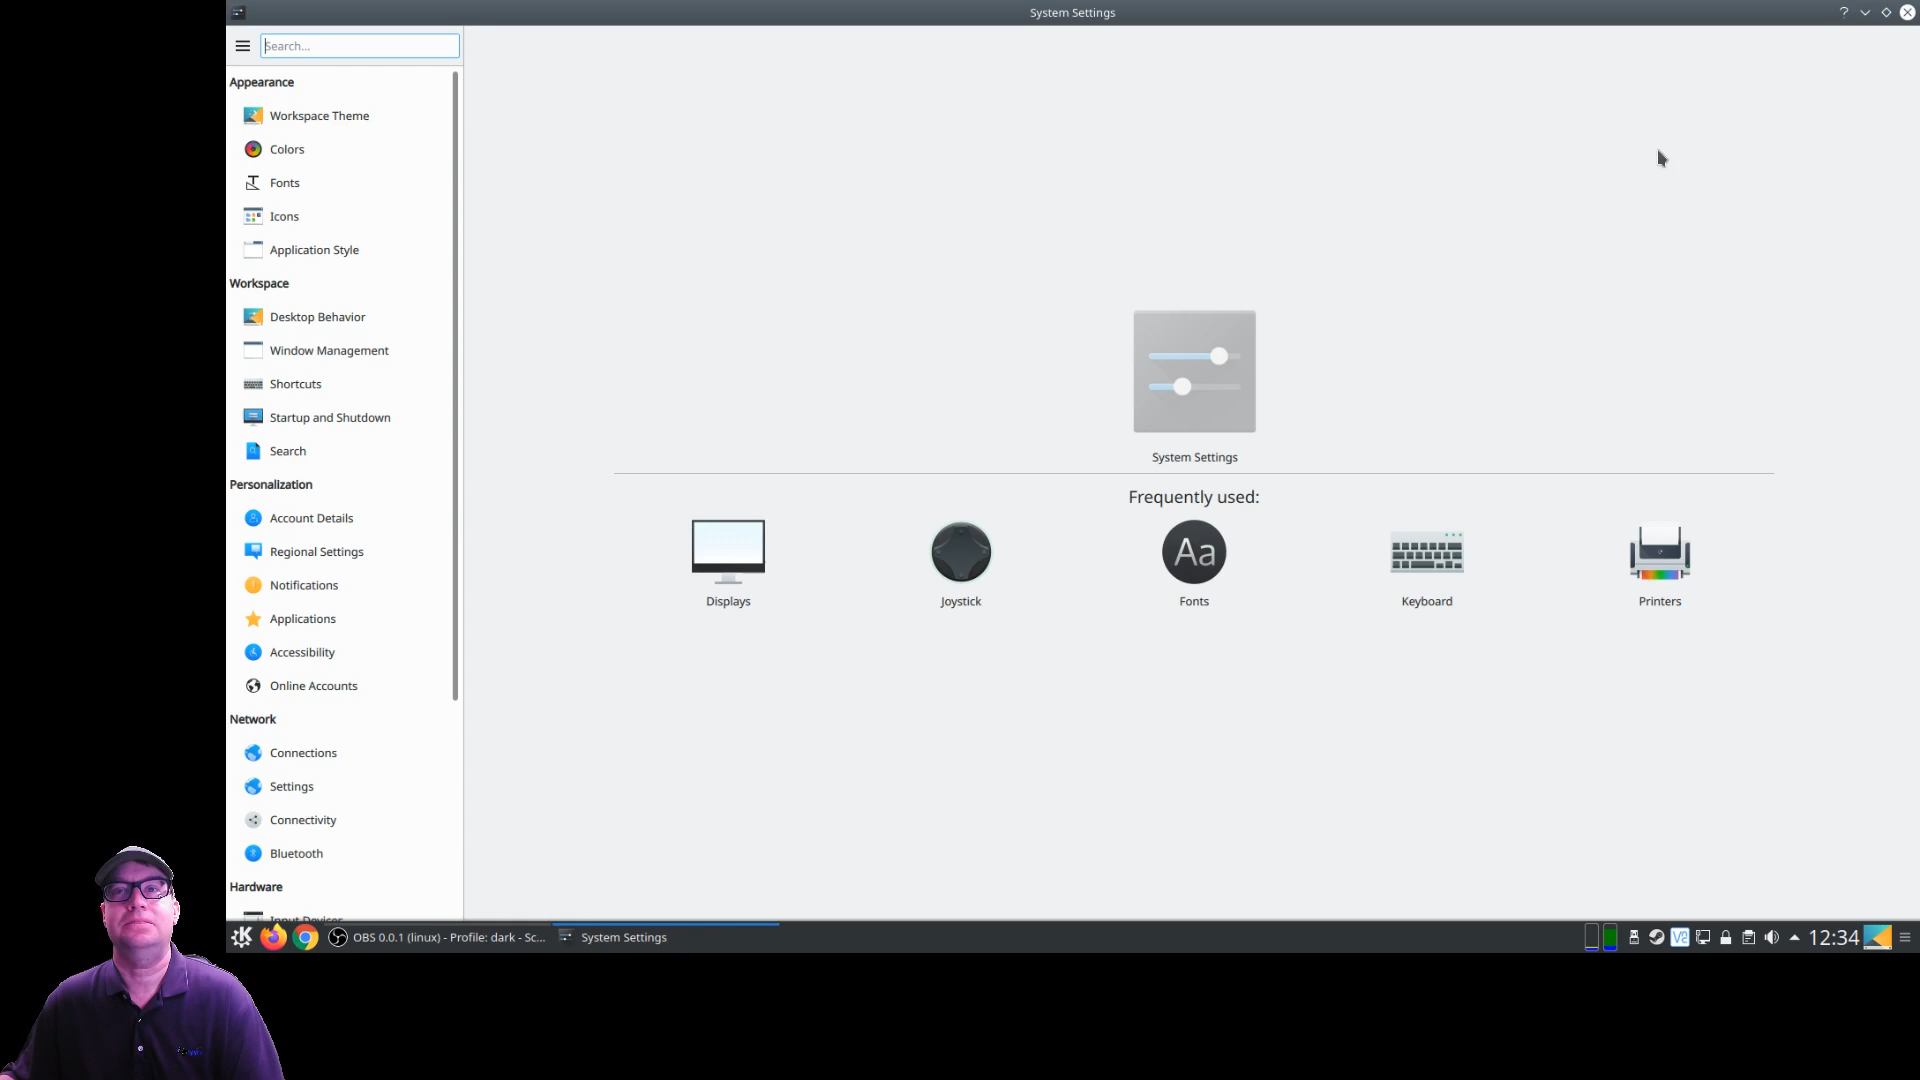 System Settings
Search...
Appearance
Workspace Theme
Colors
Fonts
Icons
Application Style
Workspace
Desktop Behavior
Window Management
Shortcuts
Startup and Shutdown
Search
Personalization
Account Details
Regional Settings
Notifications
Applications
Accessibility
Online Accounts
Network
Connections
Settings
Connectivity
Bluetooth
Hardware
Input Devices
System Settings
Frequently used:
Aa
Displays
Joystick
Fonts
Keyboard
Printers
OBS 0.0.1 (linux) - Profile: dark - Sc...
System Settings
12:34